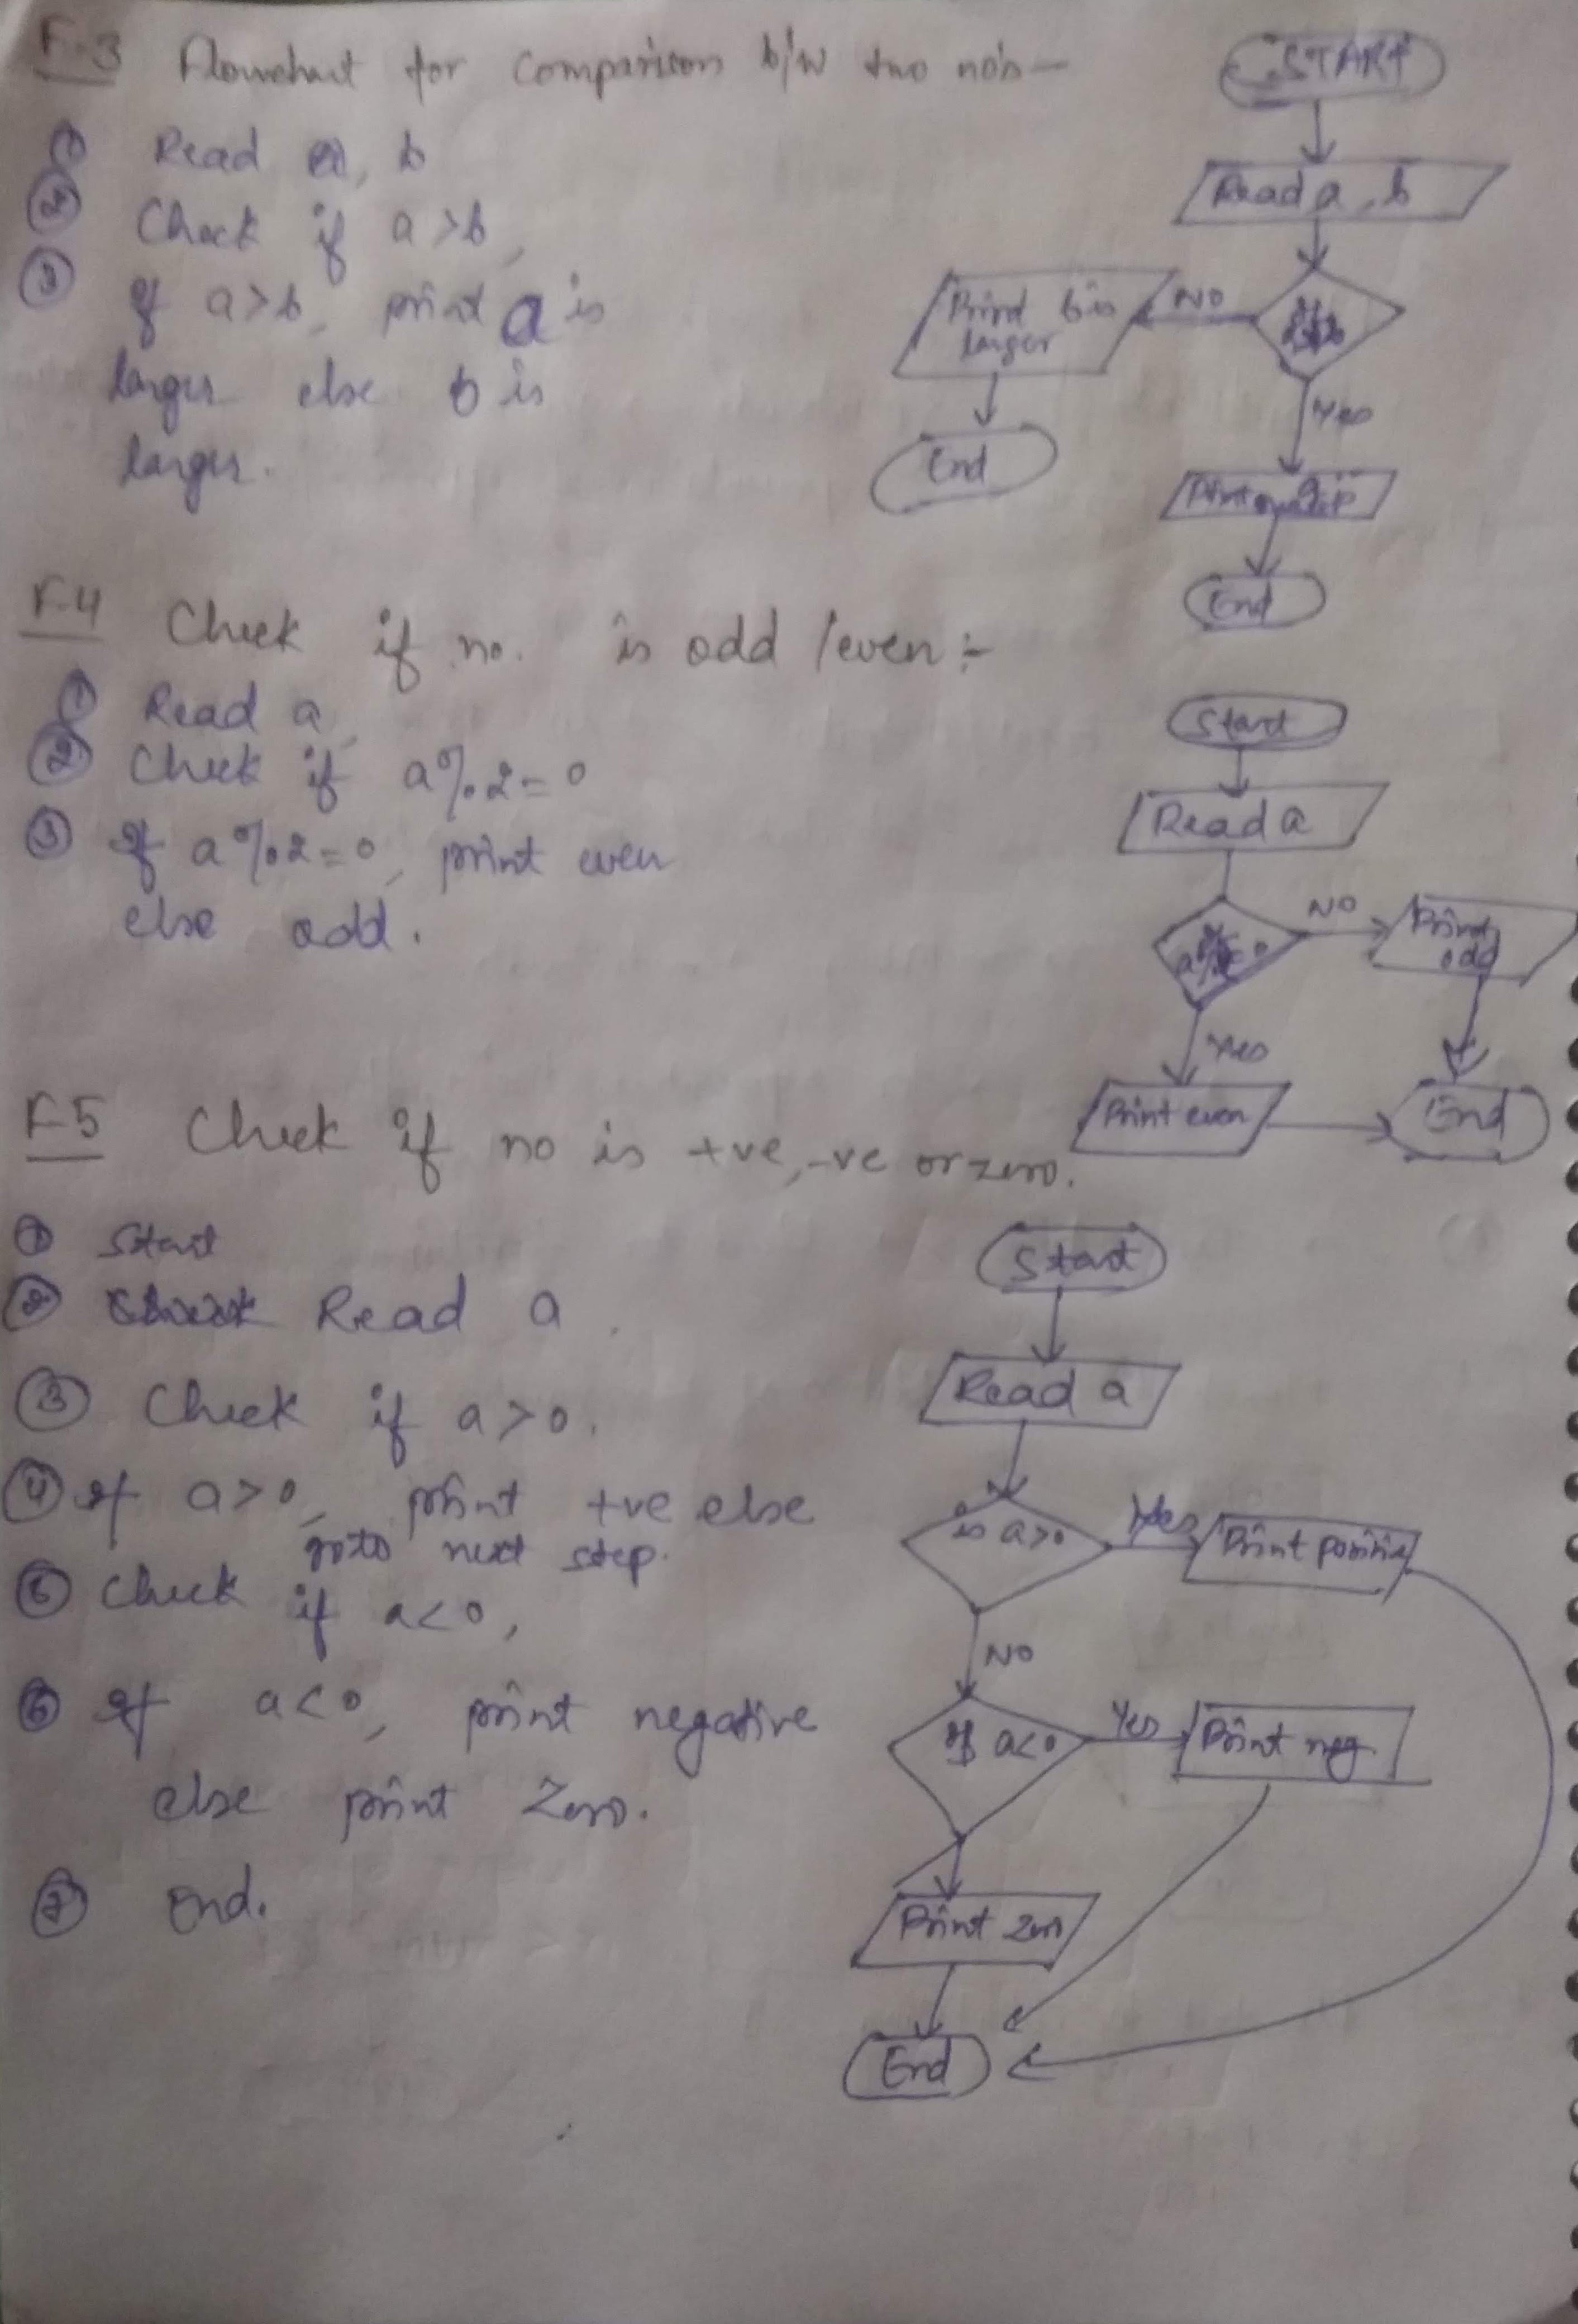 F-3 Flowchart for Comparison b/w two no's —
① Read a, b
② Check if a>b,
③ If a>b, print a is
larger else b is
larger.
START
Read a, b
NO
Print b is
larger
Yes
End
Print
End
F-4 Check if no. is odd /even :-
① Read a
② Check if a%2=0
③ If a%2=0, print even
else odd.
Start
Read a
NO
Print
odd
a%2=0
Yes
Print even
End
F-5 Check if no is +ve, -ve or zero.
① Start
② Read a.
③ Check if a>0.
④ If a>0, print +ve else
goto next step.
⑤ Check if a<0,
⑥ If a<0, print negative
else print Zero.
⑦ End.
Start
Read a
is a>0
Yes
Print positive
NO
If a<0
Yes
Print neg.
Print Zero
End